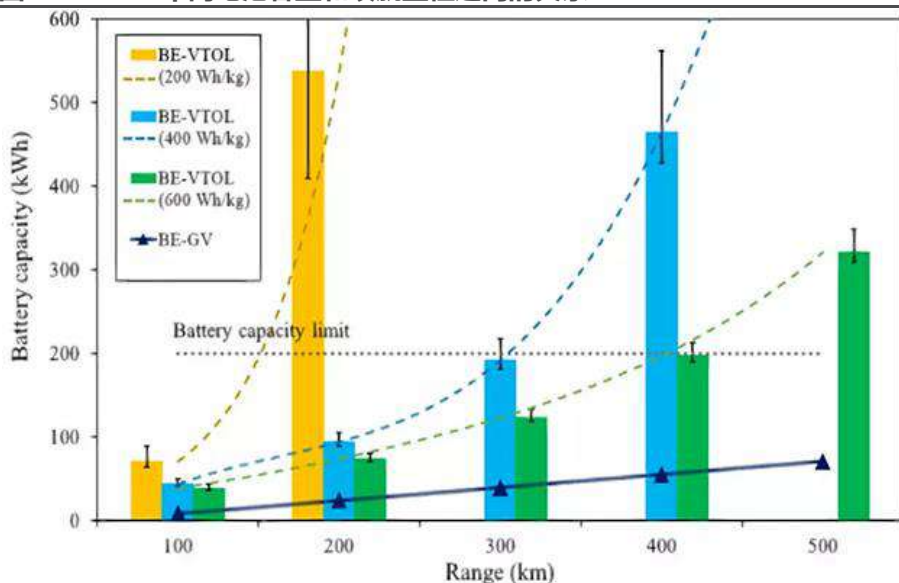 600
500
400
300
200
100
0
Battery capacity (kWh)
BE-VTOL
(200 Wh/kg)
BE-VTOL
(400 Wh/kg)
BE-VTOL
(600 Wh/kg)
BE-GV
Battery capacity limit
100 200 300 400 500
Range (km)